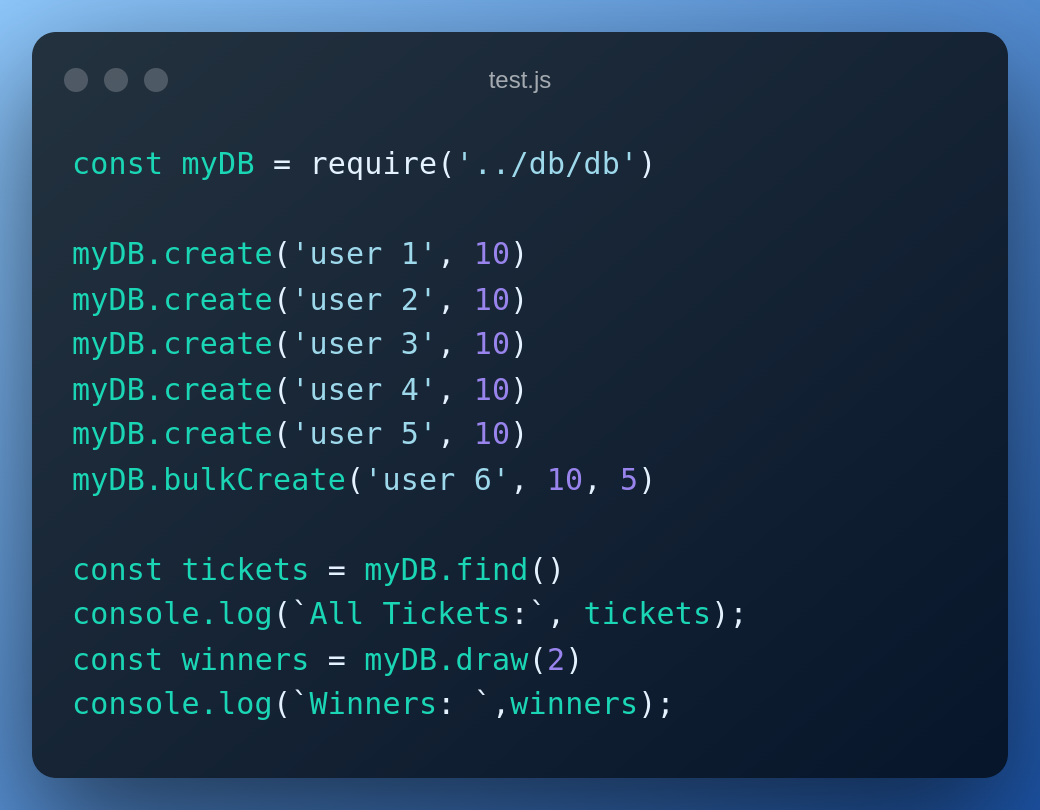 test.js
const myDB = require('../db/db')
myDB.create('user 1', 10)
myDB.create('user 2', 10)
myDB.create('user 3', 10)
myDB.create('user 4', 10)
myDB.create('user 5', 10)
myDB.bulkCreate('user 6', 10, 5)
const tickets = myDB.find()
console.log(`All Tickets:`, tickets);
const winners = myDB.draw(2)
console.log(`Winners: `,winners);